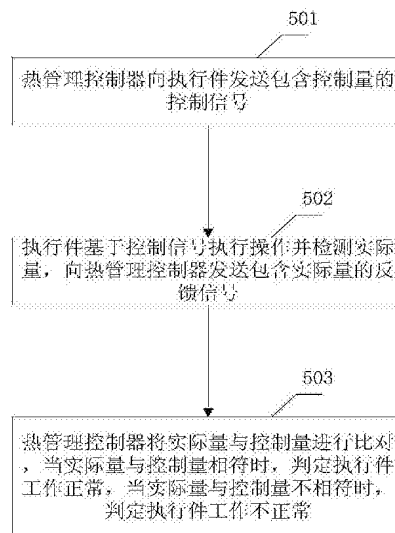 501
热管理控制器向执行件发送包含控制量的
控制信号
502
执行件基于控制信号执行操作并检测实际
量，向热管理控制器发送包含实际量的反
馈信号
503
热管理控制器将实际量与控制量进行比对
，当实际量与控制量相符时，判定执行件
工作正常，当实际量与控制量不相符时，
判定执行件工作不正常